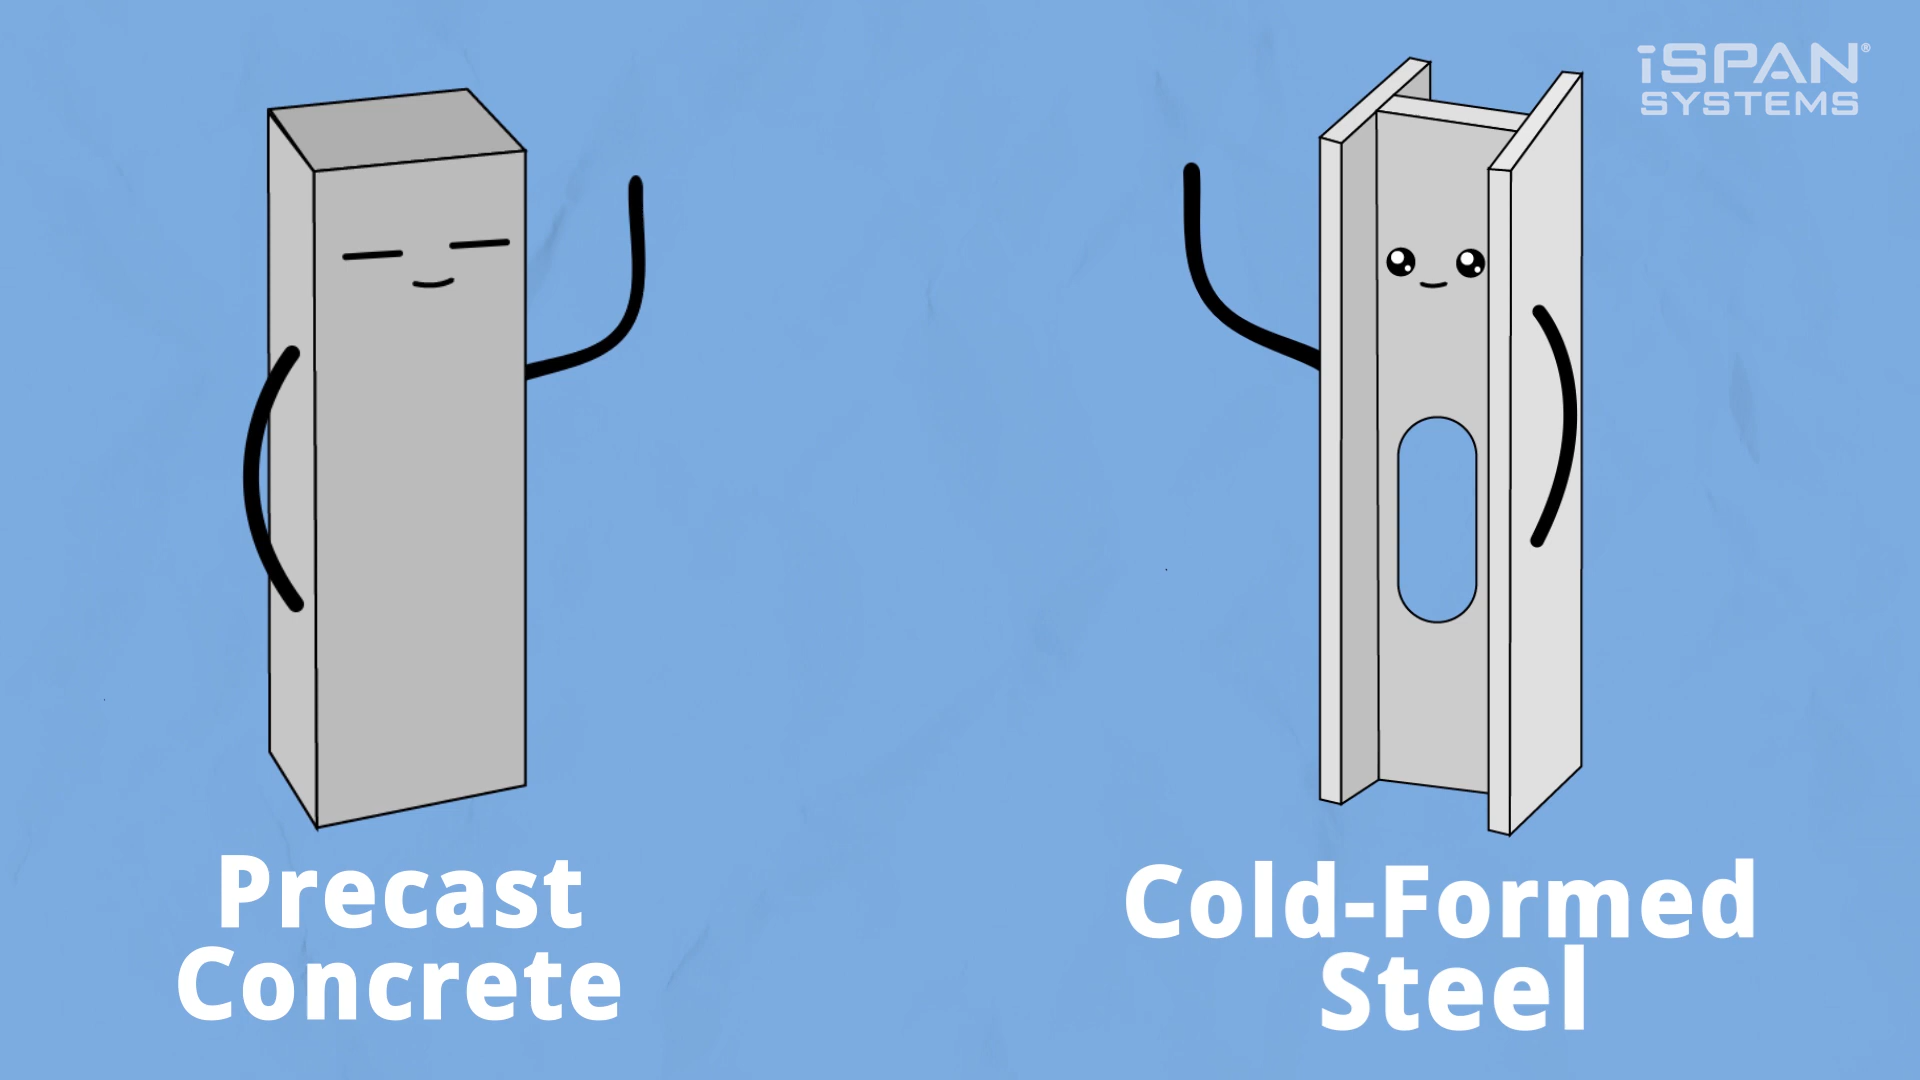 iSPAN®
SYSTEMS
Precast
Concrete
Cold-Formed
Steel